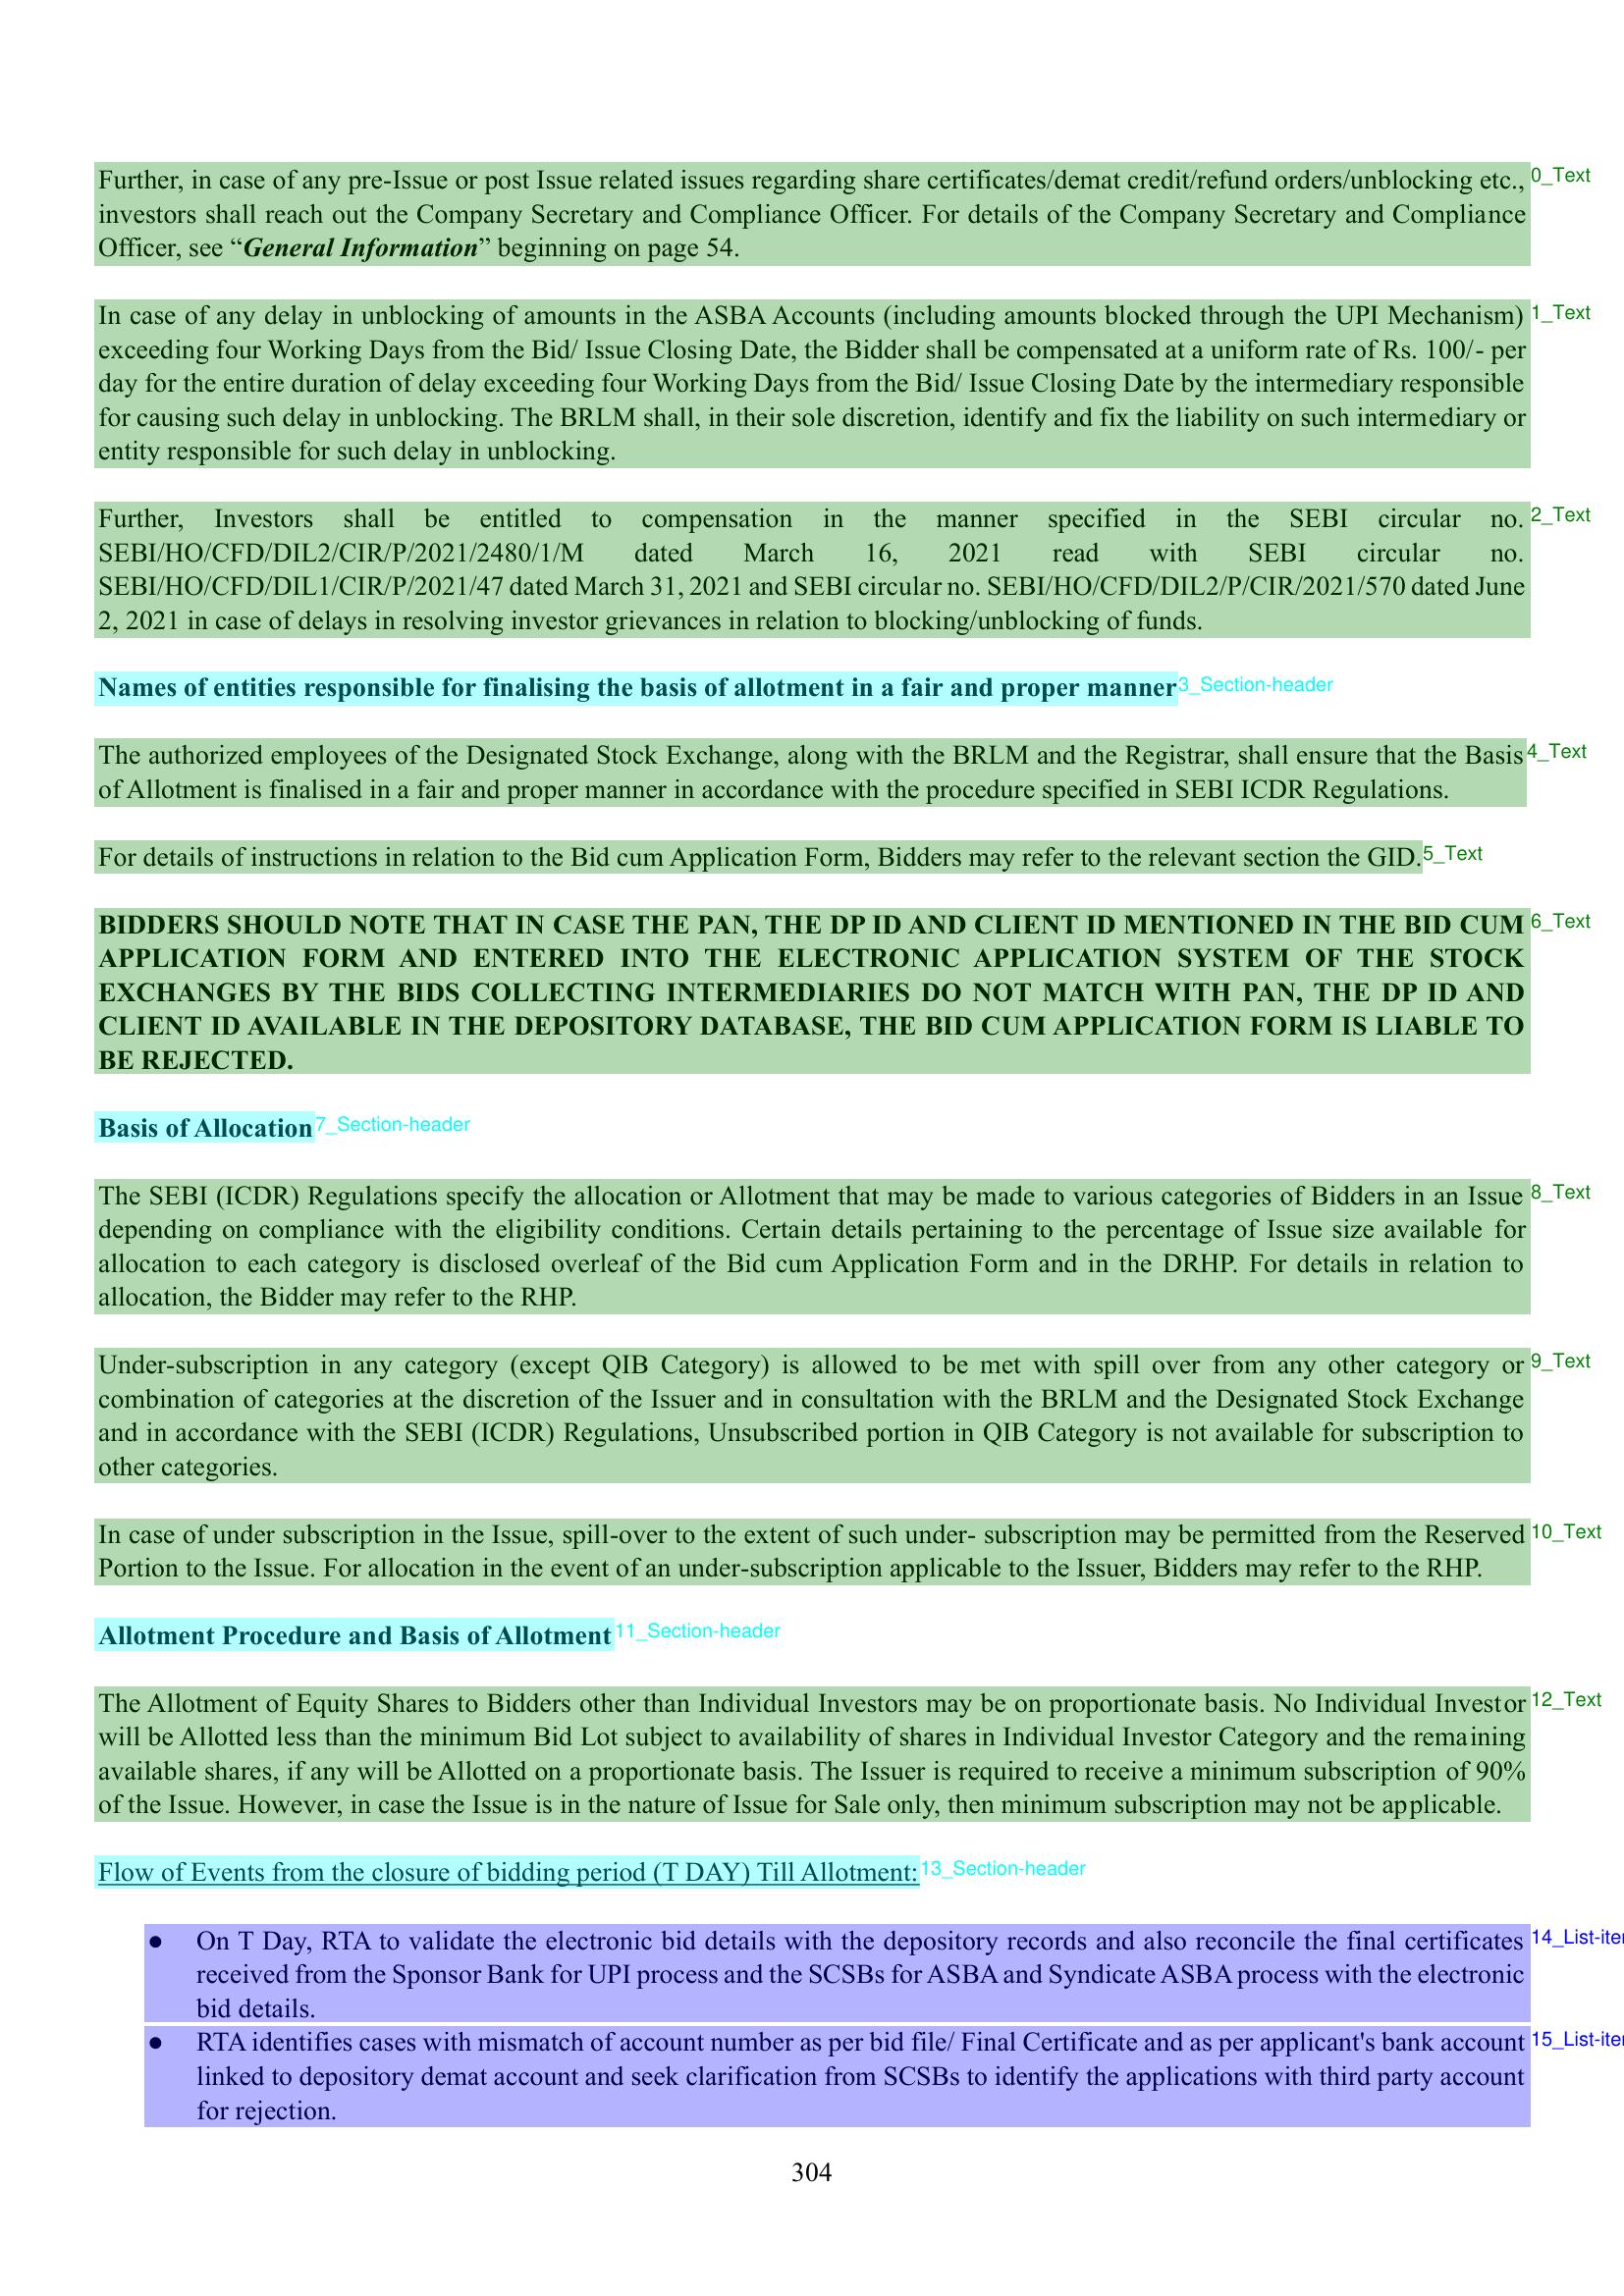 Further, in case of any pre-Issue or post Issue related issues regarding share certificates/demat credit/refund orders/unblocking etc., 0_Text
investors shall reach out the Company Secretary and Compliance Officer. For details of the Company Secretary and Compliance
Officer, see “General Information” beginning on page 54.
In case of any delay in unblocking of amounts in the ASBA Accounts (including amounts blocked through the UPI Mechanism) 1_Text
exceeding four Working Days from the Bid/ Issue Closing Date, the Bidder shall be compensated at a uniform rate of Rs. 100/- per
day for the entire duration of delay exceeding four Working Days from the Bid/ Issue Closing Date by the intermediary responsible
for causing such delay in unblocking. The BRLM shall, in their sole discretion, identify and fix the liability on such intermediary or
entity responsible for such delay in unblocking.
Further, Investors shall be entitled to compensation in the manner specified in the SEBI circular no. 2_Text
SEBI/HO/CFD/DIL2/CIR/P/2021/2480/1/M dated March 16, 2021 read with SEBI circular no.
SEBI/HO/CFD/DIL1/CIR/P/2021/47 dated March 31, 2021 and SEBI circular no. SEBI/HO/CFD/DIL2/P/CIR/2021/570 dated June
2, 2021 in case of delays in resolving investor grievances in relation to blocking/unblocking of funds.
Names of entities responsible for finalising the basis of allotment in a fair and proper manner 3_Section-header
The authorized employees of the Designated Stock Exchange, along with the BRLM and the Registrar, shall ensure that the Basis 4_Text
of Allotment is finalised in a fair and proper manner in accordance with the procedure specified in SEBI ICDR Regulations.
For details of instructions in relation to the Bid cum Application Form, Bidders may refer to the relevant section the GID. 5_Text
BIDDERS SHOULD NOTE THAT IN CASE THE PAN, THE DP ID AND CLIENT ID MENTIONED IN THE BID CUM 6_Text
APPLICATION FORM AND ENTERED INTO THE ELECTRONIC APPLICATION SYSTEM OF THE STOCK
EXCHANGES BY THE BIDS COLLECTING INTERMEDIARIES DO NOT MATCH WITH PAN, THE DP ID AND
CLIENT ID AVAILABLE IN THE DEPOSITORY DATABASE, THE BID CUM APPLICATION FORM IS LIABLE TO
BE REJECTED.
Basis of Allocation 7_Section-header
The SEBI (ICDR) Regulations specify the allocation or Allotment that may be made to various categories of Bidders in an Issue 8_Text
depending on compliance with the eligibility conditions. Certain details pertaining to the percentage of Issue size available for
allocation to each category is disclosed overleaf of the Bid cum Application Form and in the DRHP. For details in relation to
allocation, the Bidder may refer to the RHP.
Under-subscription in any category (except QIB Category) is allowed to be met with spill over from any other category or 9_Text
combination of categories at the discretion of the Issuer and in consultation with the BRLM and the Designated Stock Exchange
and in accordance with the SEBI (ICDR) Regulations, Unsubscribed portion in QIB Category is not available for subscription to
other categories.
In case of under subscription in the Issue, spill-over to the extent of such under- subscription may be permitted from the Reserved 10_Text
Portion to the Issue. For allocation in the event of an under-subscription applicable to the Issuer, Bidders may refer to the RHP.
Allotment Procedure and Basis of Allotment 11_Section-header
The Allotment of Equity Shares to Bidders other than Individual Investors may be on proportionate basis. No Individual Investor 12_Text
will be Allotted less than the minimum Bid Lot subject to availability of shares in Individual Investor Category and the remaining
available shares, if any will be Allotted on a proportionate basis. The Issuer is required to receive a minimum subscription of 90%
of the Issue. However, in case the Issue is in the nature of Issue for Sale only, then minimum subscription may not be applicable.
Flow of Events from the closure of bidding period (T DAY) Till Allotment: 13_Section-header
● On T Day, RTA to validate the electronic bid details with the depository records and also reconcile the final certificates 14_List-iter
received from the Sponsor Bank for UPI process and the SCSBs for ASBA and Syndicate ASBA process with the electronic
bid details.
● RTA identifies cases with mismatch of account number as per bid file/ Final Certificate and as per applicant's bank account 15_List-iter
linked to depository demat account and seek clarification from SCSBs to identify the applications with third party account
for rejection.
304